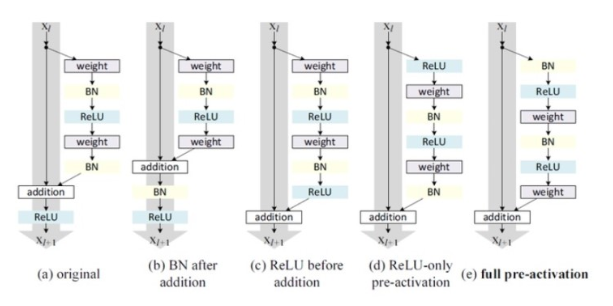 x_l
weight
BN
ReLU
weight
BN
addition
ReLU
x_{l+1}
(a) original
x_l
weight
BN
ReLU
weight
addition
BN
ReLU
x_{l+1}
(b) BN after
addition
x_l
weight
BN
ReLU
weight
BN
ReLU
addition
x_{l+1}
(c) ReLU before
addition
x_l
ReLU
weight
BN
ReLU
weight
BN
addition
x_{l+1}
(d) ReLU-only
pre-activation
x_l
BN
ReLU
weight
BN
ReLU
weight
addition
x_{l+1}
(e) full pre-activation